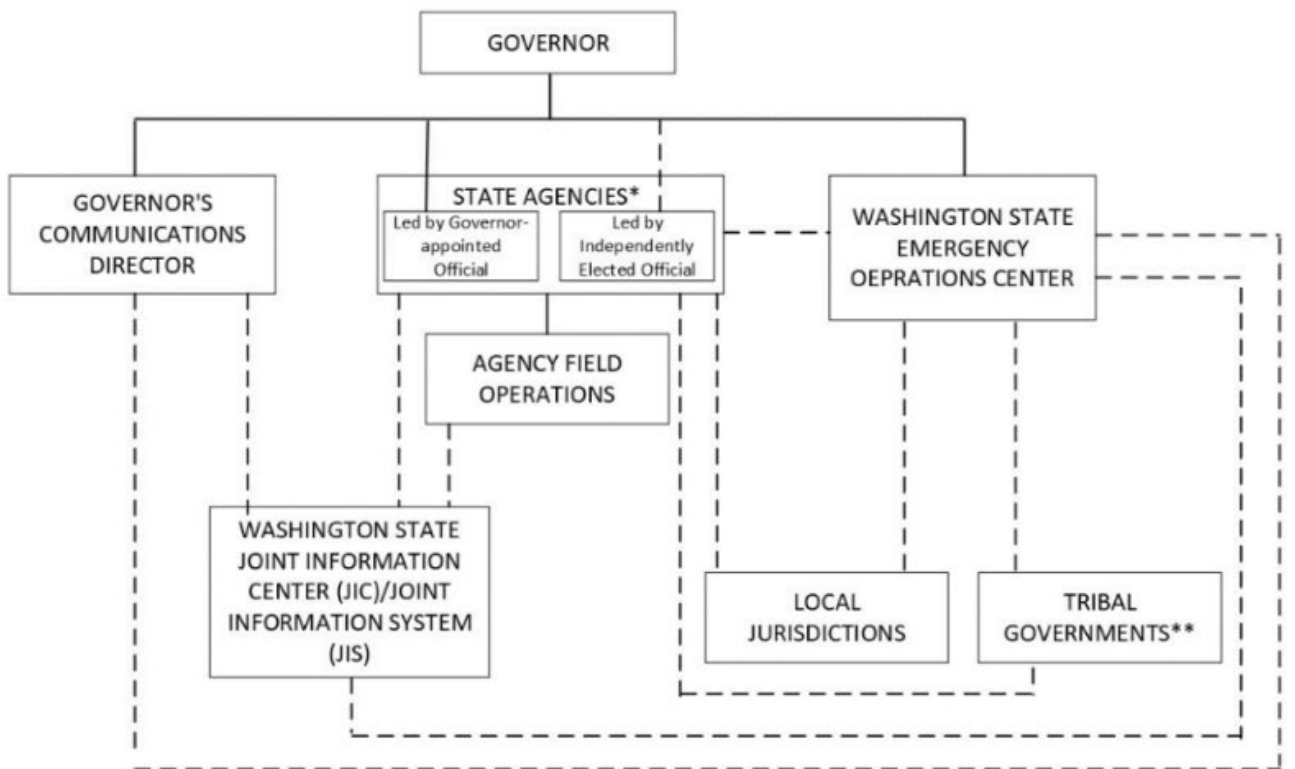 GOVERNOR
GOVERNOR'S
COMMUNICATIONS
DIRECTOR
STATE AGENCIES*
Led by Governor-
appointed
Official
Led by
Independently
Elected Official
WASHINGTON STATE
EMERGENCY
OEPRATIONS CENTER
AGENCY FIELD
OPERATIONS
WASHINGTON STATE
JOINT INFORMATION
CENTER (JIC)/JOINT
INFORMATION SYSTEM
(JIS)
LOCAL
JURISDICTIONS
TRIBAL
GOVERNMENTS**